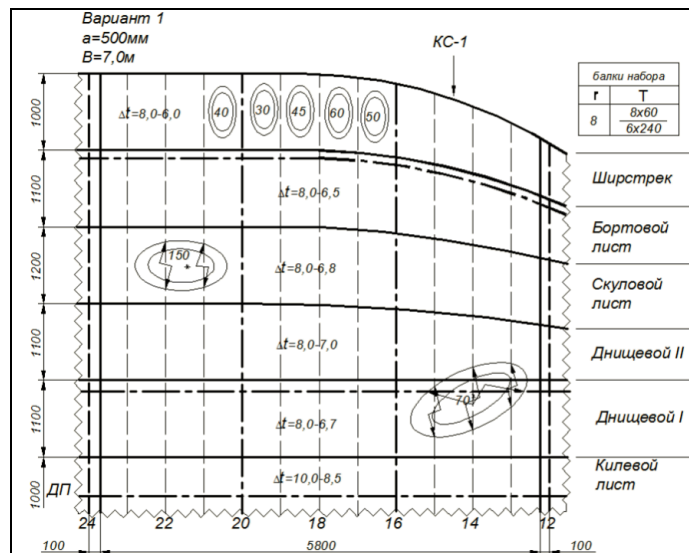 Вариант 1
a=500мм
B=7,0м
КС-1
балки набора
г Т
8 8x60
6x240
1000
Δt=8,0-6,0
40
30
45
60
50
Ширстрек
1100
Δt=8,0-6,5
Бортовой
лист
1200
150
Δt=8,0-6,8
Скуловой
лист
1100
Δt=8,0-7,0
Днищевой II
1100
70
Δt=8,0-6,7
Днищевой I
1000
ДП
Δt=10,0-8,5
Килевой
лист
24 22 20 18 16 14 12
100 5800 100